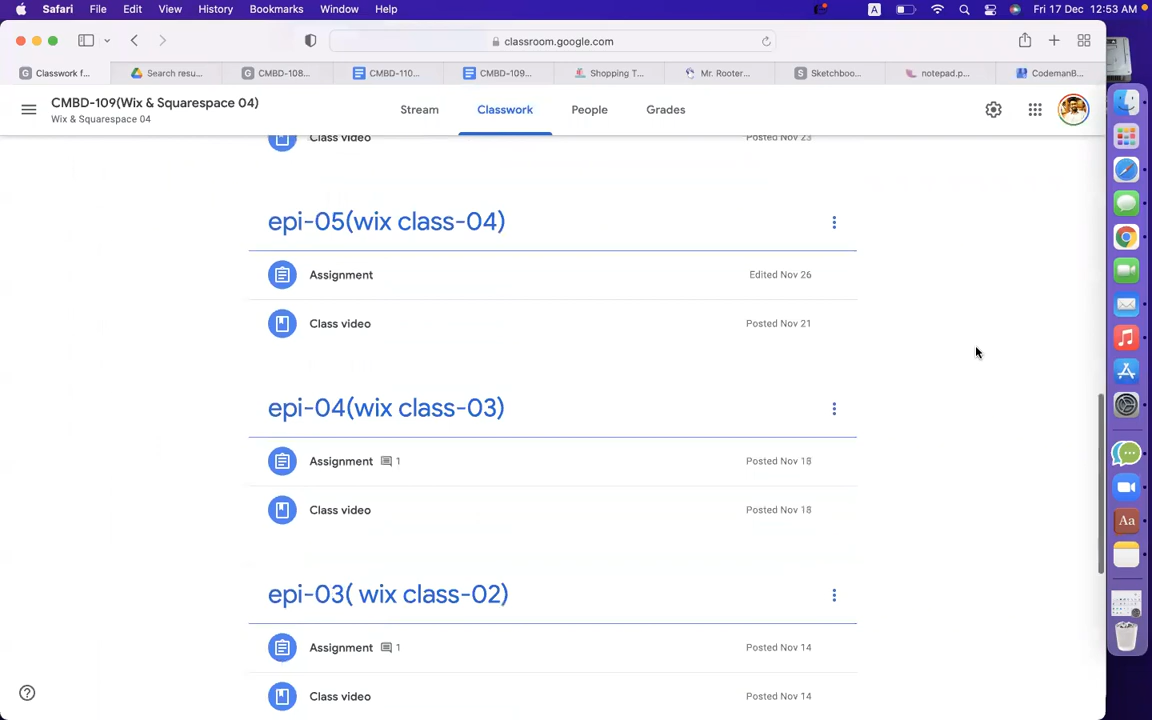 Safari File Edit View History Bookmarks Window Help A Fri 17 Dec 12:53 AM
classroom.google.com
Classwork f... Search resu... CMBD-108... CMBD-110... CMBD-109... Shopping T... Mr. Rooter... Sketchboo... notepad.p... CodemanB...
CMBD-109(Wix & Squarespace 04)
Wix & Squarespace 04
Stream Classwork People Grades
Class video Posted Nov 23
epi-05(wix class-04)
Assignment Edited Nov 26
Class video Posted Nov 21
epi-04(wix class-03)
Assignment 1 Posted Nov 18
Class video Posted Nov 18
epi-03( wix class-02)
Assignment 1 Posted Nov 14
Class video Posted Nov 14
Aa